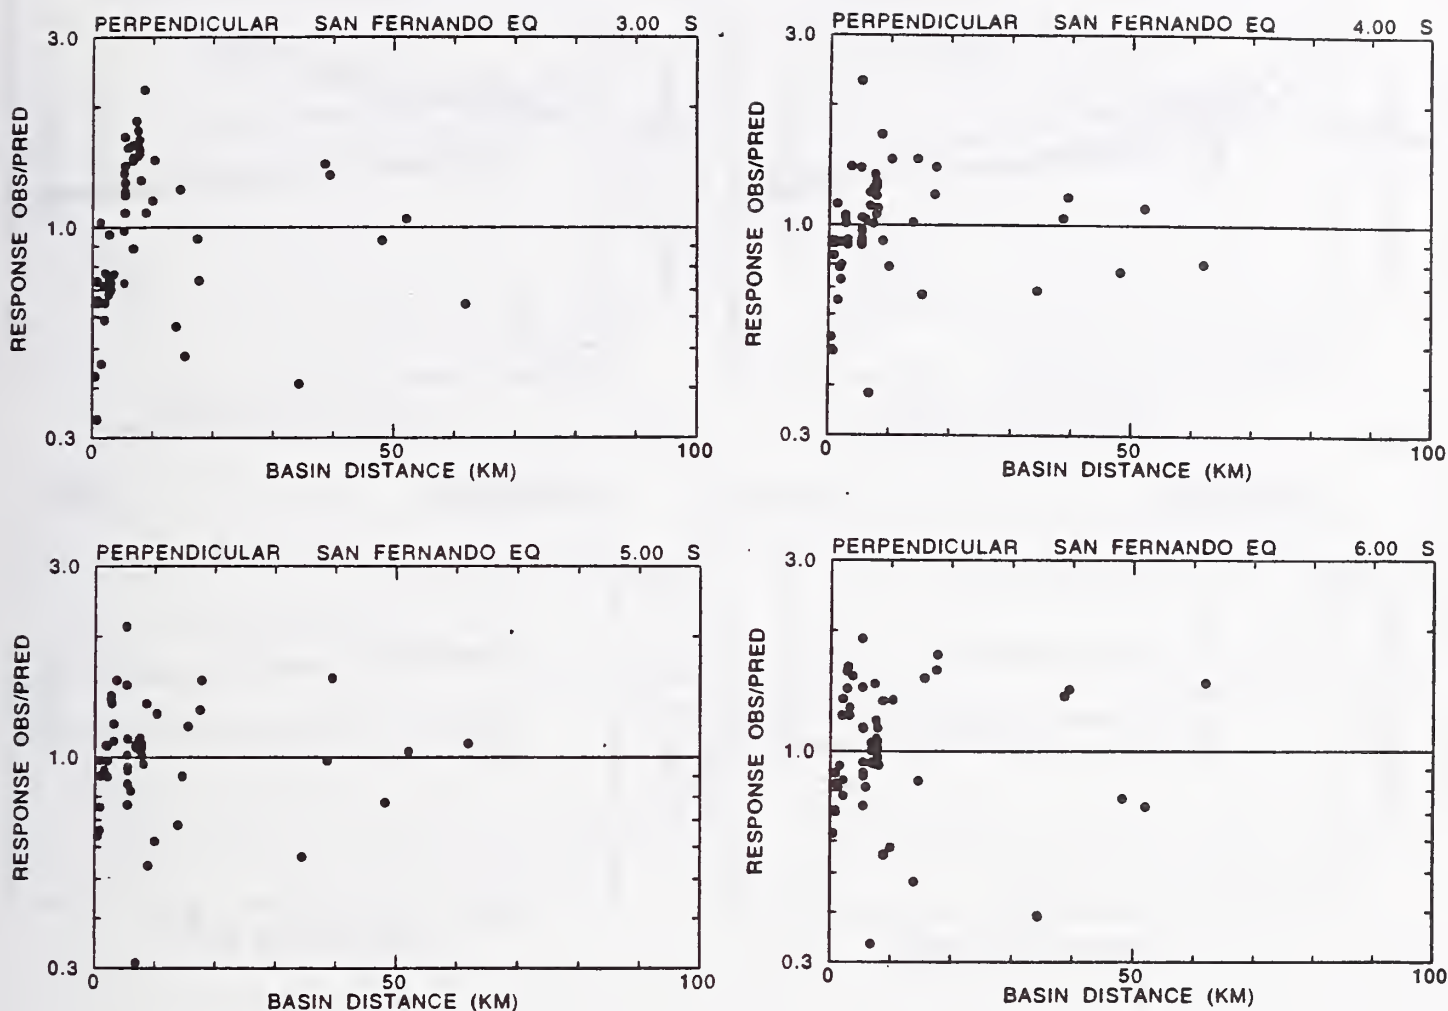 PERPENDICULAR SAN FERNANDO EQ 3.00 S
3.0
1.0
0.3
RESPONSE OBS/PRED
0 50 100
BASIN DISTANCE (KM)
PERPENDICULAR SAN FERNANDO EQ 4.00 S
3.0
1.0
0.3
RESPONSE OBS/PRED
0 50 100
BASIN DISTANCE (KM)
PERPENDICULAR SAN FERNANDO EQ 5.00 S
3.0
1.0
0.3
RESPONSE OBS/PRED
0 50 100
BASIN DISTANCE (KM)
PERPENDICULAR SAN FERNANDO EQ 6.00 S
3.0
1.0
0.3
RESPONSE OBS/PRED
0 50 100
BASIN DISTANCE (KM)